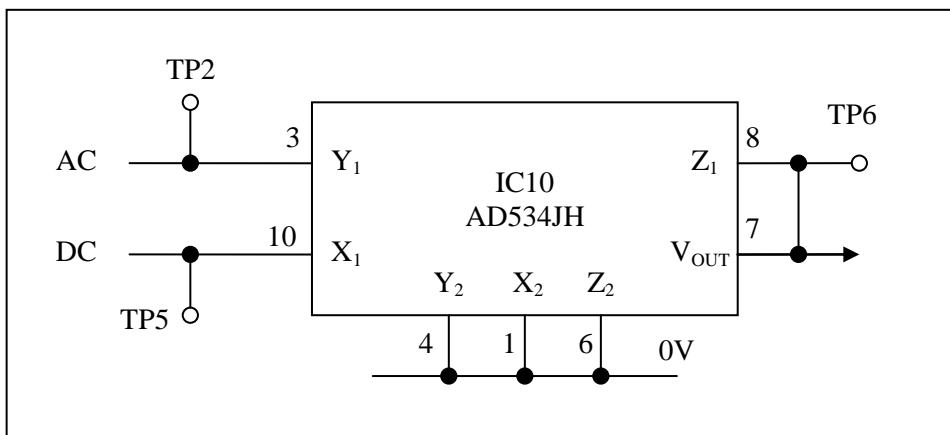 TP2
TP6
3
8
AC
Y₁
Z₁
IC10
AD534JH
10
7
DC
X₁
V_OUT
Y₂ X₂ Z₂
TP5
4 1 6 0V